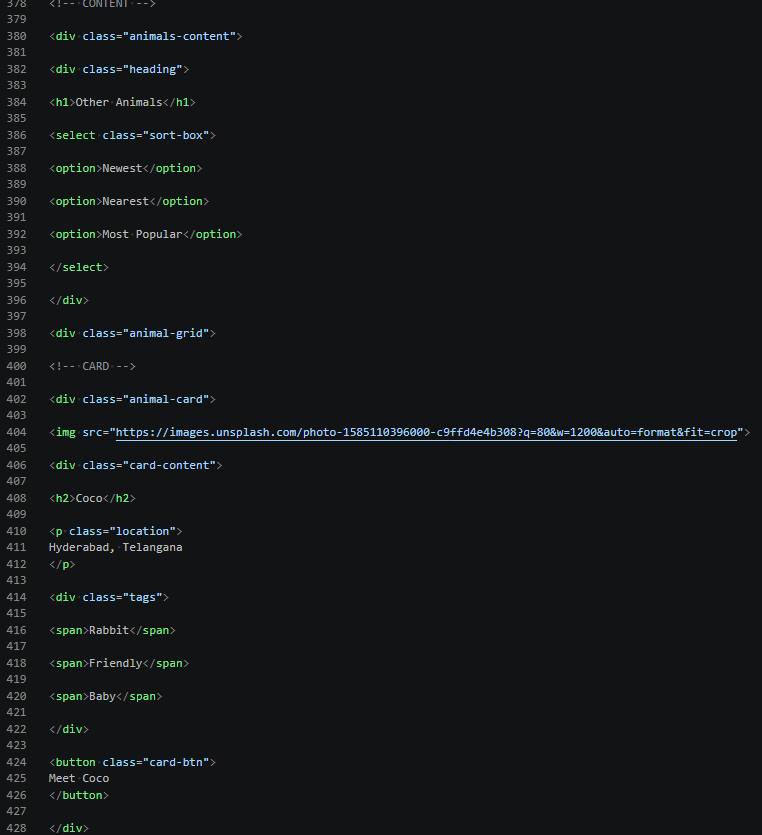 378 <!-- CONTENT -->
379
380 <div class="animals-content">
381
382 <div class="heading">
383
384 <h1>Other Animals</h1>
385
386 <select class="sort-box">
387
388 <option>Newest</option>
389
390 <option>Nearest</option>
391
392 <option>Most Popular</option>
393
394 </select>
395
396 </div>
397
398 <div class="animal-grid">
399
400 <!-- CARD -->
401
402 <div class="animal-card">
403
404 <img src="https://images.unsplash.com/photo-1585110396000-c9ffd4e4b308?q=80&w=1200&auto=format&fit=crop">
405
406 <div class="card-content">
407
408 <h2>Coco</h2>
409
410 <p class="location">
411 Hyderabad, Telangana
412 </p>
413
414 <div class="tags">
415
416 <span>Rabbit</span>
417
418 <span>Friendly</span>
419
420 <span>Baby</span>
421
422 </div>
423
424 <button class="card-btn">
425 Meet Coco
426 </button>
427
428 </div>